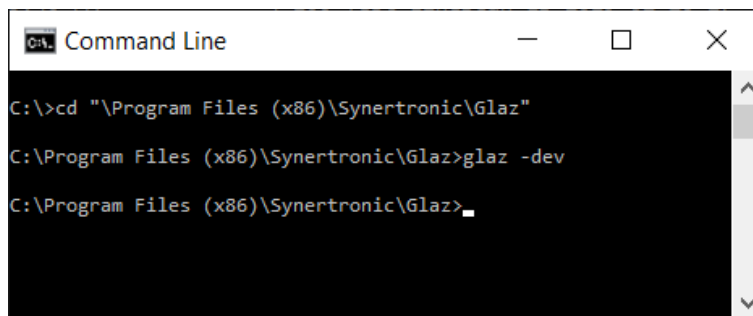 Command Line
C:\>cd "\Program Files (x86)\Synertronic\Glaz"
C:\Program Files (x86)\Synertronic\Glaz>glaz -dev
C:\Program Files (x86)\Synertronic\Glaz>